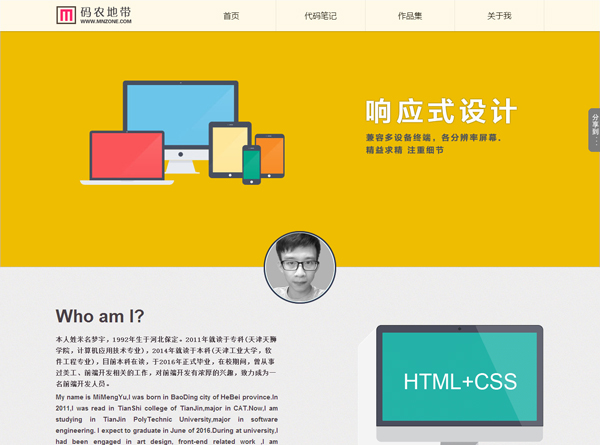 码农地带
WWW.MNZONE.COM
首页
代码笔记
作品集
关于我
响应式设计
兼容多设备终端，各分辨率屏幕，
精益求精 注重细节
分享到：
Who am I?
本人姓米名梦宇，1992年生于河北保定。2011年就读于专科(天津天狮
学院，计算机应用技术专业），2014年就读于本科(天津工业大学，软
件工程专业），目前本科在读，于2016年正式毕业，在校期间，曾从事
过美工、前端开发相关的工作，对前端开发有浓厚的兴趣，致力成为一
名前端开发人员。
My name is MiMengYu,I was born in BaoDing city of HeBei province.In
2011,I was read in TianShi college of TianJin,major in CAT.Now,I am
studying in TianJin PolyTechnic University,major in software
engineering. I expect to graduate in June of 2016.During at university,I
had been engaged in art design, front-end related work ,I am
HTML+CSS